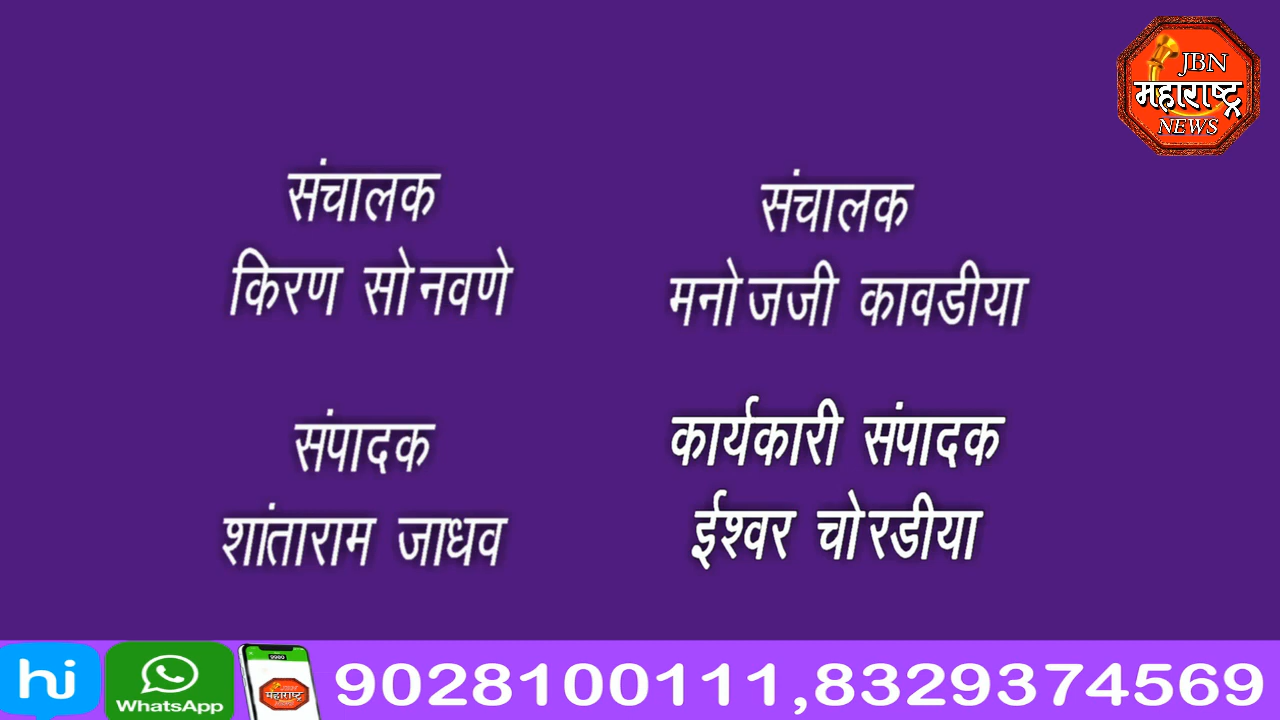 JBN
महाराष्ट्र
NEWS
संचालक
किरण सोनवणे
संचालक
मनोजजी कावडीया
संपादक
शांताराम जाधव
कार्यकारी संपादक
ईश्वर चोरडीया
hi
WhatsApp
महाराष्ट्र
9028100111,8329374569